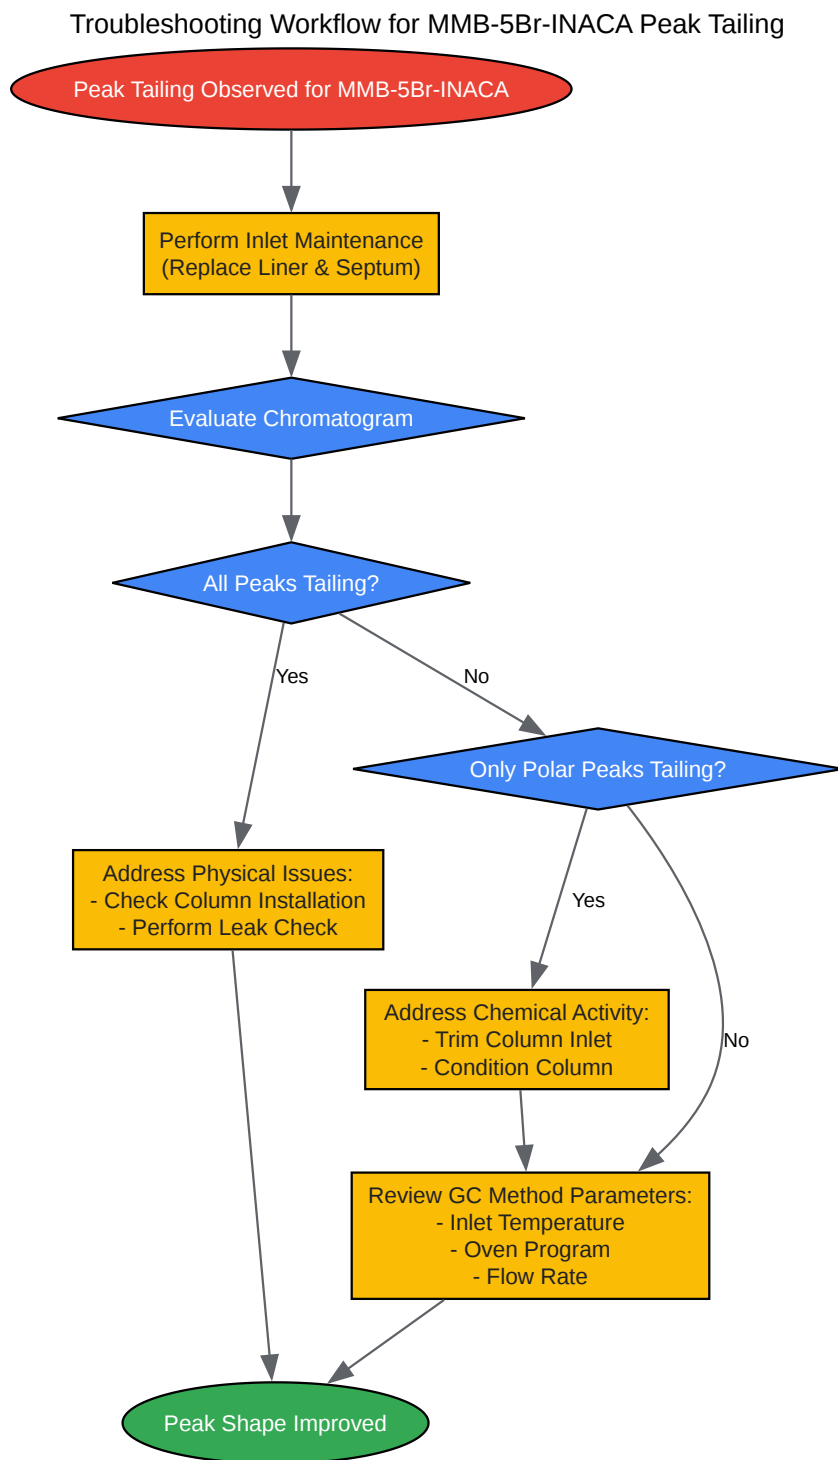 Troubleshooting Workflow for MMB-5Br-INACA Peak Tailing
Peak Tailing Observed for MMB-5Br-INACA
Perform Inlet Maintenance
(Replace Liner & Septum)
Evaluate Chromatogram
All Peaks Tailing?
Yes
No
Only Polar Peaks Tailing?
Address Physical Issues:
- Check Column Installation
- Perform Leak Check
Yes
No
Address Chemical Activity:
- Trim Column Inlet
- Condition Column
Review GC Method Parameters:
- Inlet Temperature
- Oven Program
- Flow Rate
Peak Shape Improved